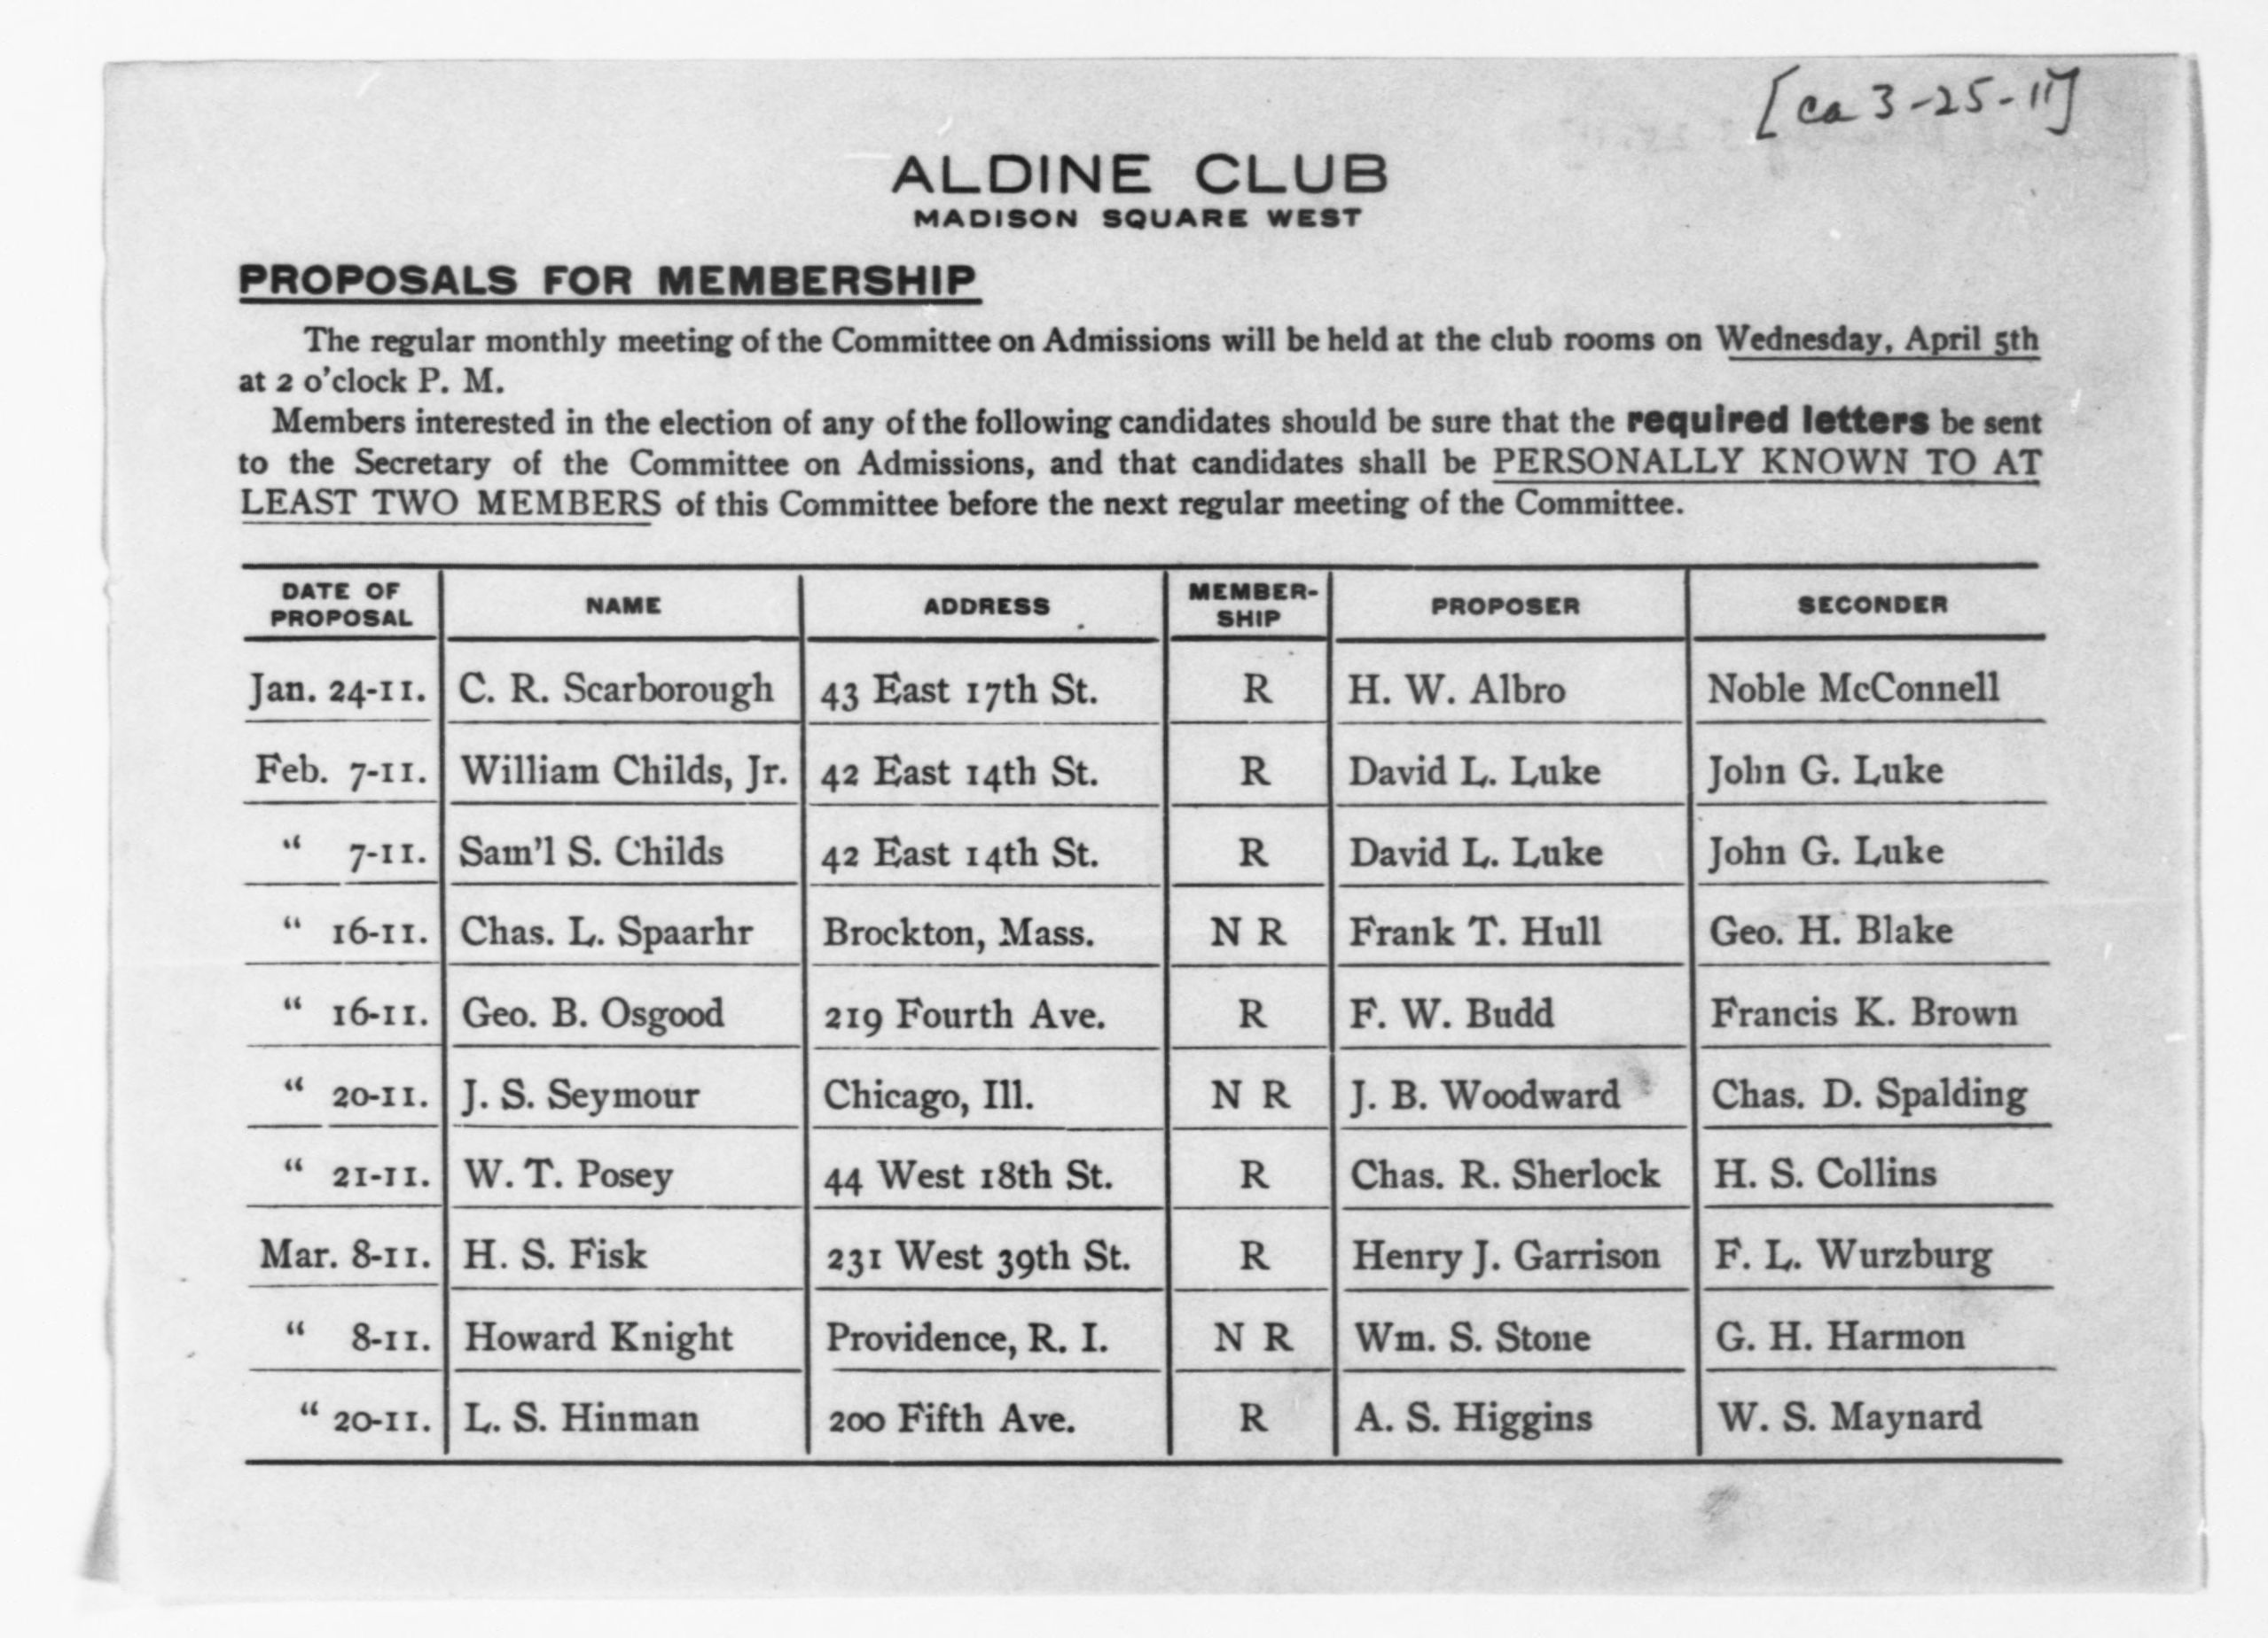 [ca 3-25-11]
ALDINE CLUB
MADISON SQUARE WEST
PROPOSALS FOR MEMBERSHIP
The regular monthly meeting of the Committee on Admissions will be held at the club rooms on Wednesday, April 5th
at 2 o'clock P. M.
Members interested in the election of any of the following candidates should be sure that the required letters be sent
to the Secretary of the Committee on Admissions, and that candidates shall be PERSONALLY KNOWN TO AT
LEAST TWO MEMBERS of this Committee before the next regular meeting of the Committee.
DATE OF PROPOSAL NAME ADDRESS MEMBER-SHIP PROPOSER SECONDER
Jan. 24-11. C. R. Scarborough 43 East 17th St. R H. W. Albro Noble McConnell
Feb. 7-11. William Childs, Jr. 42 East 14th St. R David L. Luke John G. Luke
“ 7-11. Sam'l S. Childs 42 East 14th St. R David L. Luke John G. Luke
“ 16-11. Chas. L. Spaarhr Brockton, Mass. N R Frank T. Hull Geo. H. Blake
“ 16-11. Geo. B. Osgood 219 Fourth Ave. R F. W. Budd Francis K. Brown
“ 20-11. J. S. Seymour Chicago, Ill. N R J. B. Woodward Chas. D. Spalding
“ 21-11. W. T. Posey 44 West 18th St. R Chas. R. Sherlock H. S. Collins
Mar. 8-11. H. S. Fisk 231 West 39th St. R Henry J. Garrison F. L. Wurzburg
“ 8-11. Howard Knight Providence, R. I. N R Wm. S. Stone G. H. Harmon
“ 20-11. L. S. Hinman 200 Fifth Ave. R A. S. Higgins W. S. Maynard